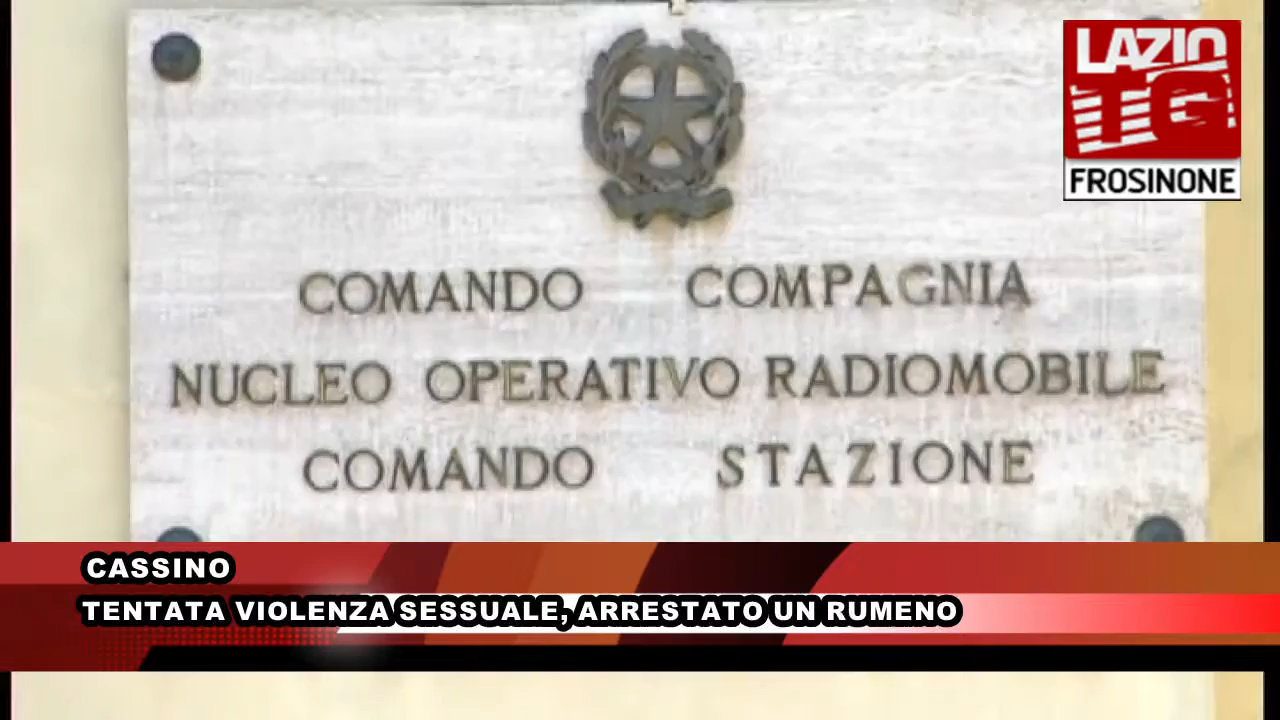 LAZIO
TG
FROSINONE
COMANDO COMPAGNIA
NUCLEO OPERATIVO RADIOMOBILE
COMANDO STAZIONE
CASSINO
TENTATA VIOLENZA SESSUALE, ARRESTATO UN RUMENO